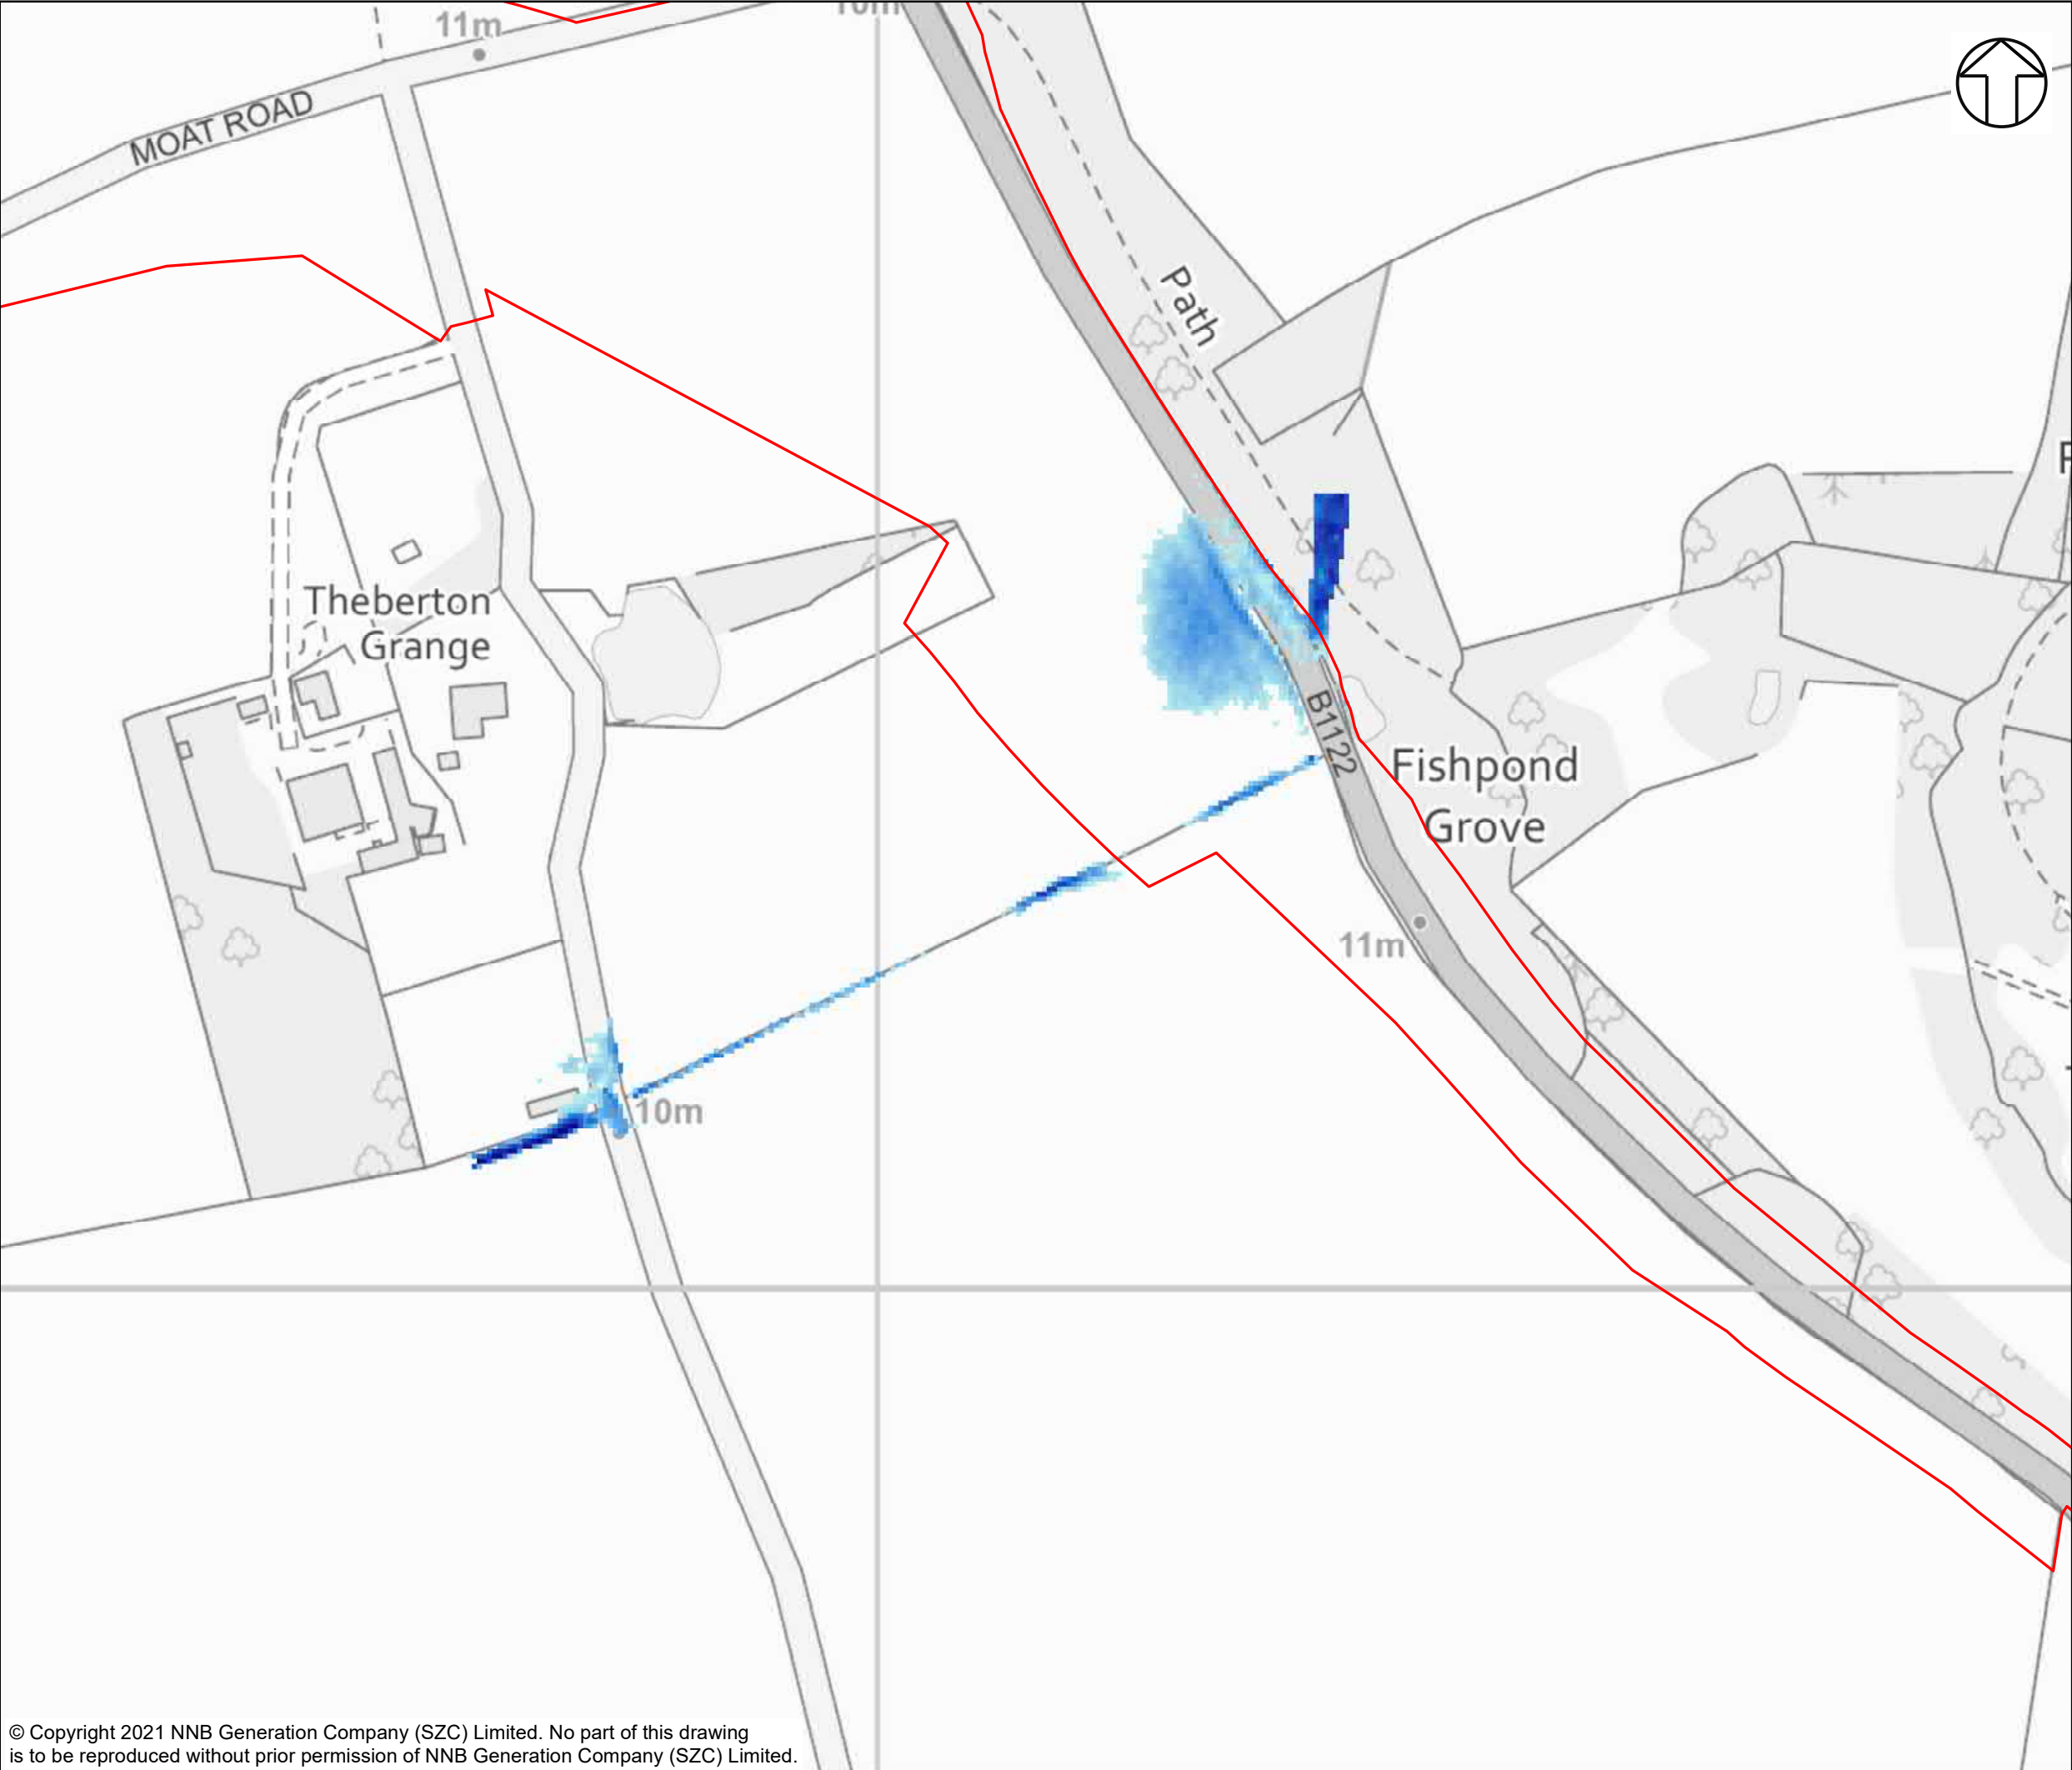 11m
10m
MOAT ROAD
Path
Theberton
Grange
B1122
Fishpond
Grove
11m
10m
© Copyright 2021 NNB Generation Company (SZC) Limited. No part of this drawing
is to be reproduced without prior permission of NNB Generation Company (SZC) Limited.